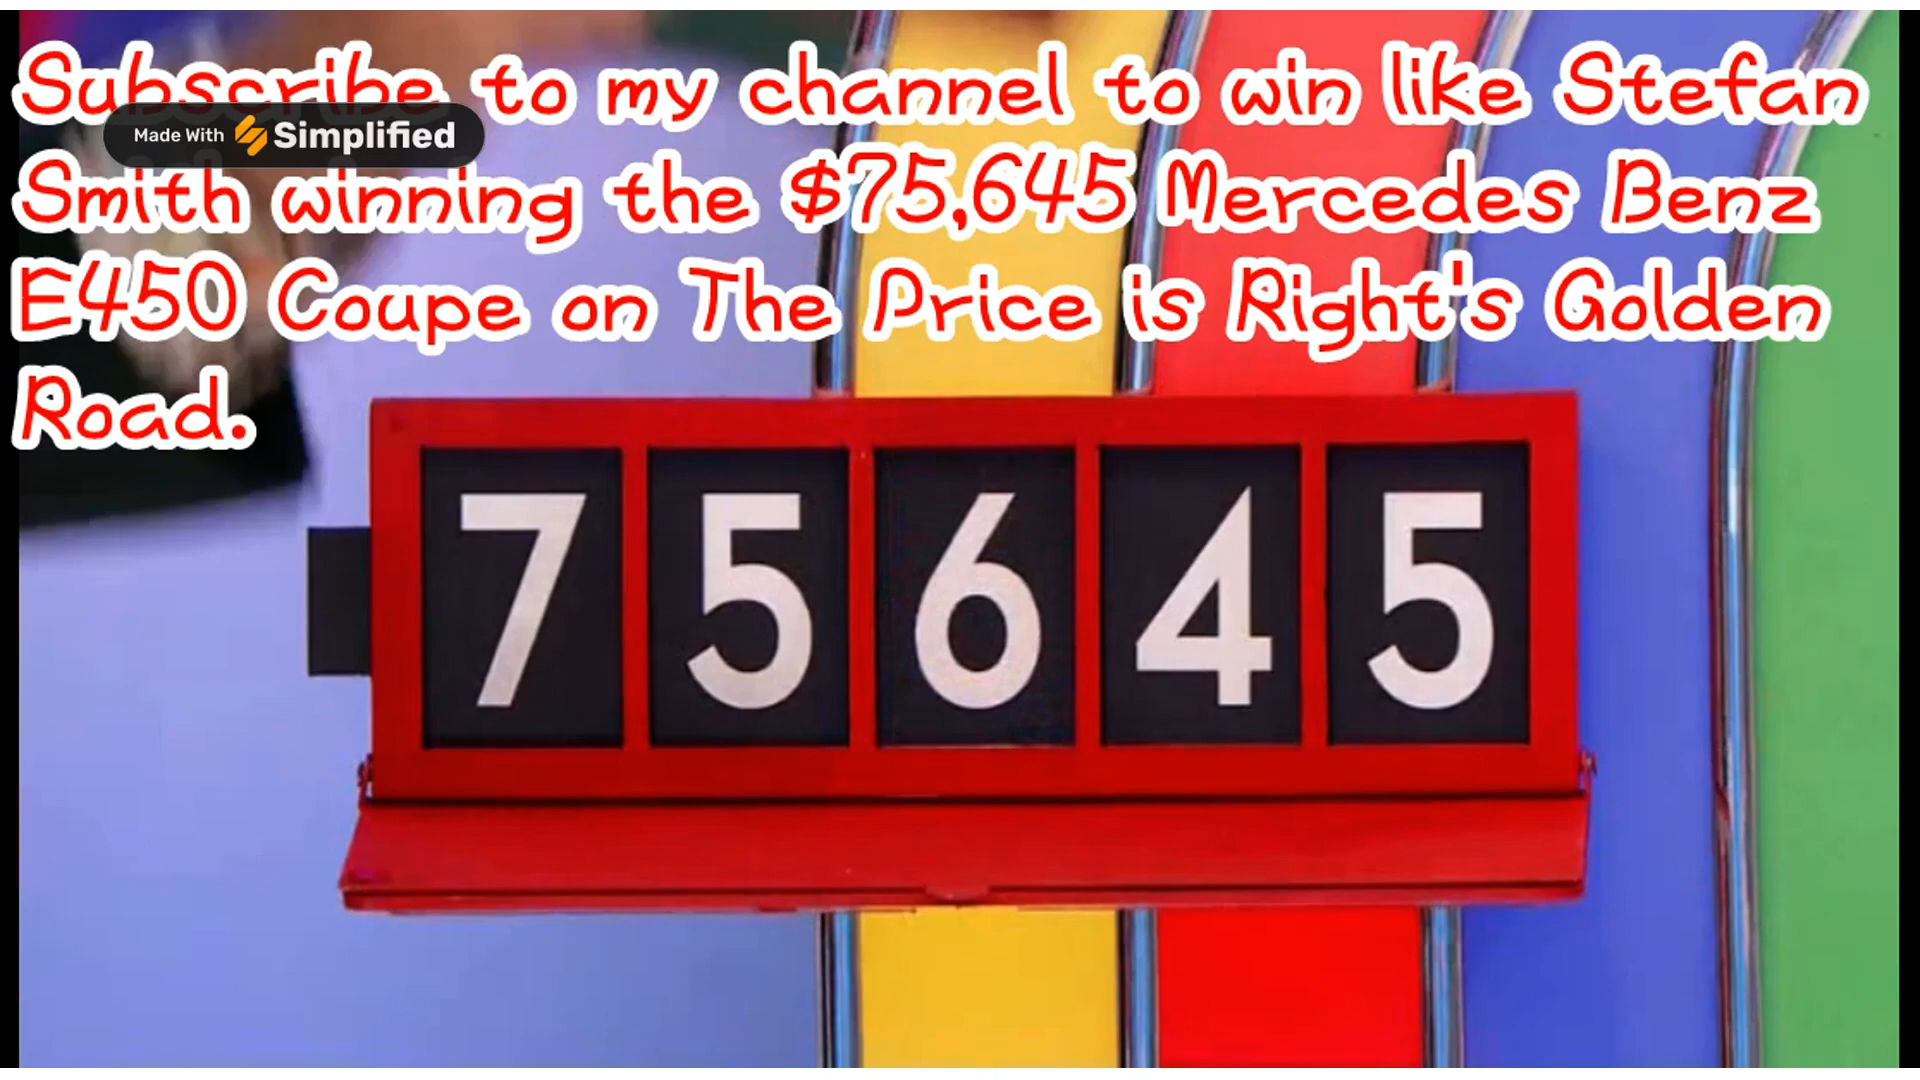 Subscribe to my channel to win like Stefan
Made With Simplified
Smith winning the $75,645 Mercedes Benz
E450 Coupe on The Price is Right's Golden
Road.
75645